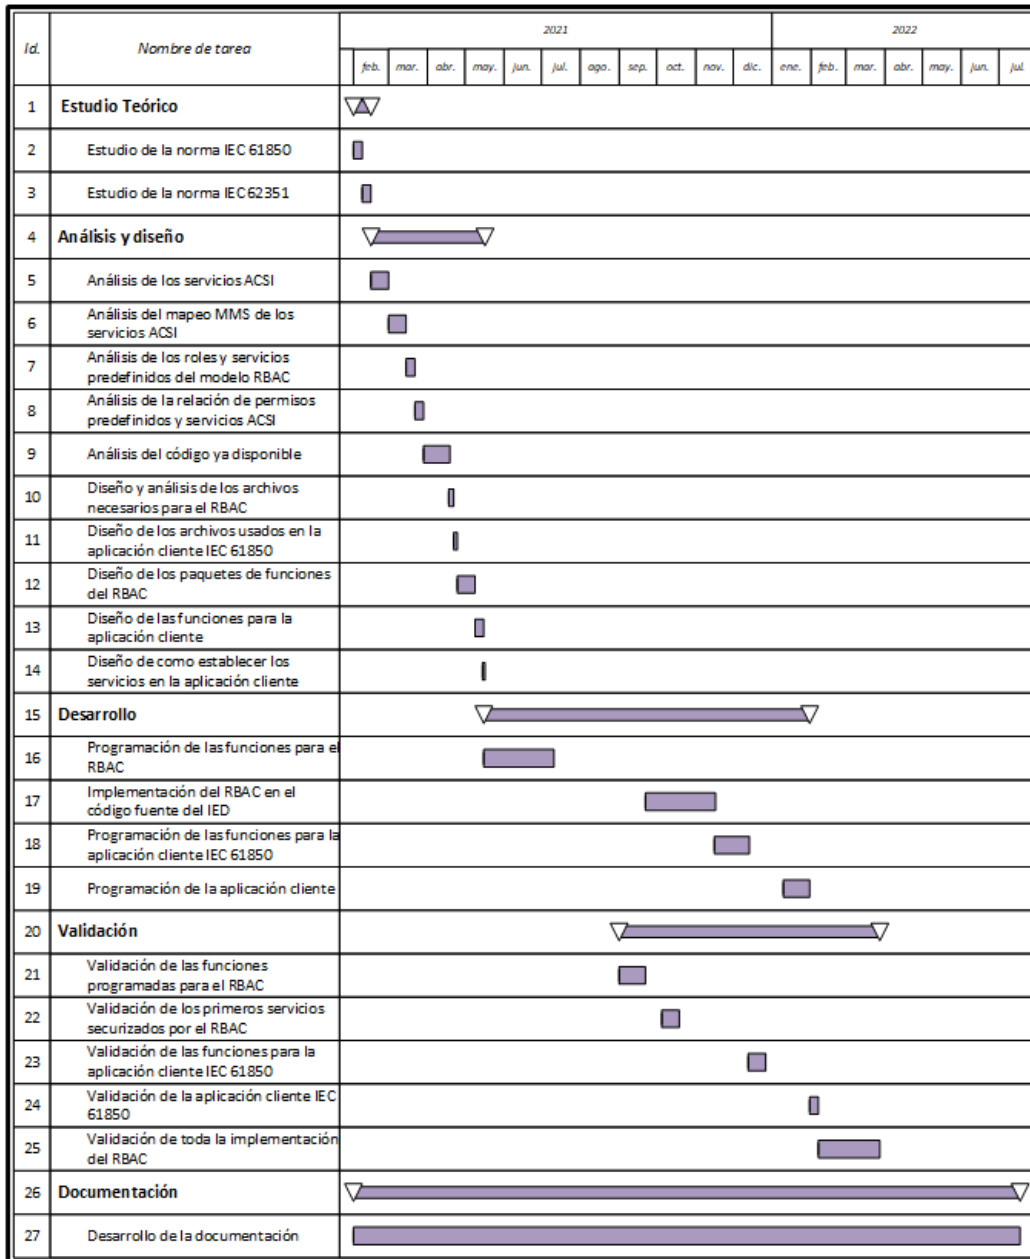 Id.
Nombre de tarea
2021
2022
feb. mar. abr. may. jun. jul. ago. sep. oct. nov. dic. ene. feb. mar. abr. may. jun. jul
1 Estudio Teórico
2 Estudio de la norma IEC 61850
3 Estudio de la norma IEC62351
4 Análisis y diseño
5 Análisis de los servicios ACSI
6 Análisis del mapeo MMS de los
servicios ACSI
7 Análisis de los roles y servicios
predefinidos del modelo RBAC
8 Análisis de la relación de permisos
predefinidos y servicios ACSI
9 Análisis del código ya disponible
10 Diseño y análisis de los archivos
necesarios para el RBAC
11 Diseño de los archivos usados en la
aplicación cliente IEC 61850
12 Diseño de los paquetes de funciones
del RBAC
13 Diseño de las funciones para la
aplicación cliente
14 Diseño de como establecer los
servicios en la aplicación cliente
15 Desarrollo
16 Programación de las funciones para el
RBAC
17 Implementación del RBAC en el
código fuente del IED
18 Programación de las funciones para la
aplicación cliente IEC 61850
19 Programación de la aplicación cliente
20 Validación
21 Validación de las funciones
programadas para el RBAC
22 Validación de los primeros servicios
securizados por el RBAC
23 Validación de las funciones para la
aplicación cliente IEC 61850
24 Validación de la aplicación cliente IEC
61850
25 Validación de toda la implementación
del RBAC
26 Documentación
27 Desarrollo de la documentación